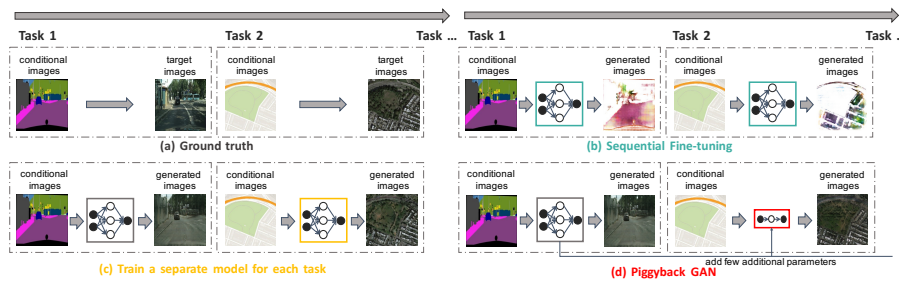 Task 1
Task 2
Task ...
conditional
images
target
images
conditional
images
target
images
(a) Ground truth
Task 1
Task 2
Task .
conditional
images
generated
images
conditional
images
generated
images
(b) Sequential Fine-tuning
conditional
images
generated
images
conditional
images
generated
images
(c) Train a separate model for each task
conditional
images
generated
images
conditional
images
generated
images
add few additional parameters
(d) Piggyback GAN